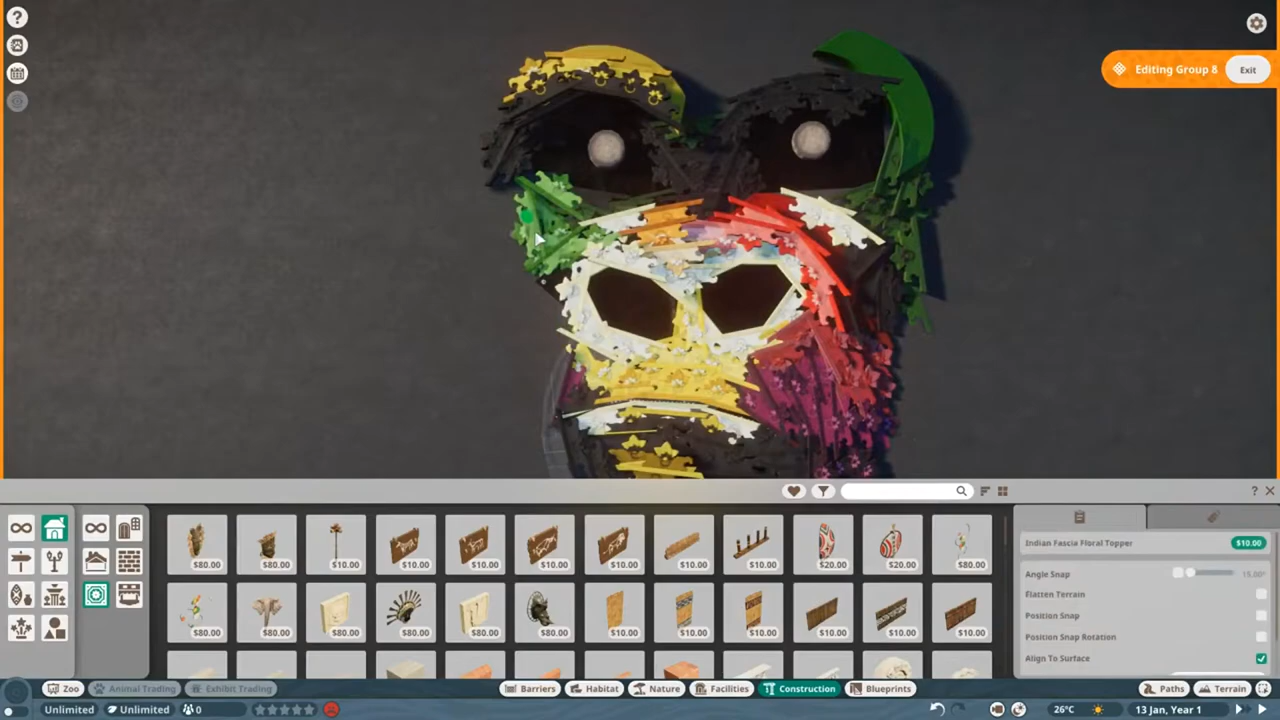 ?
Editing Group 8
Exit
?
$80.00 $80.00 $10.00 $10.00 $10.00 $10.00 $10.00 $10.00 $10.00 $20.00 $20.00 $80.00
$80.00 $80.00 $80.00 $80.00 $80.00 $80.00 $10.00 $10.00 $10.00 $10.00 $10.00 $10.00
Indian Fascia Floral Topper $10.00
Angle Snap 15.00°
Flatten Terrain
Position Snap
Position Snap Rotation
Align To Surface
Zoo Animal Trading Exhibit Trading Barriers Habitat Nature Facilities Construction Blueprints Paths Terrain
Unlimited Unlimited 0 26°C 13 Jan, Year 1